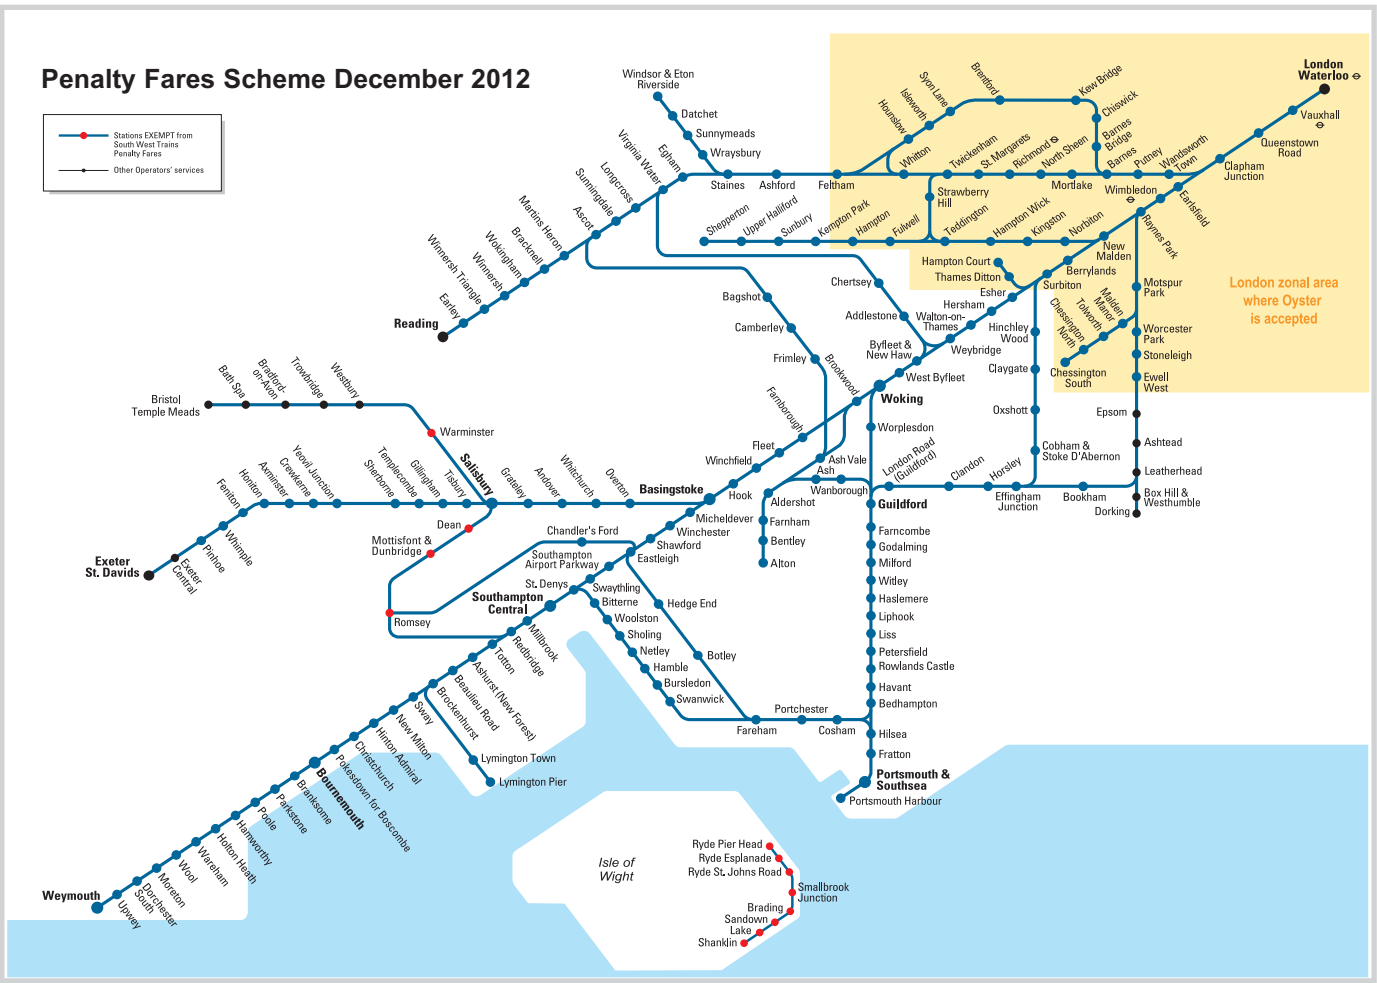 Penalty Fares Scheme December 2012
Stations EXEMPT from
South West Trains
Penalty Fares
Other Operators' services
Windsor & Eton
Riverside
Datchet
Sunnymeads
Wraysbury
London
Waterloo
Vauxhall
Queenstown
Road
Clapham
Junction
Brentford
Kew Bridge
Syon Lane
Isleworth
Hounslow
Chiswick
Barnes
Bridge
Barnes
Putney
Wandsworth
Town
Whitton
Twickenham
St. Margarets
Richmond
North Sheen
Mortlake
Wimbledon
Earlsfield
Raynes Park
Virginia Water
Egham
Staines
Ashford
Feltham
Strawberry
Hill
Longcross
Sunningdale
Ascot
Martins Heron
Bracknell
Wokingham
Winnersh
Winnersh Triangle
Earley
Reading
Shepperton
Upper Halliford
Sunbury
Kempton Park
Hampton
Fulwell
Teddington
Hampton Wick
Kingston
Norbiton
New
Malden
Berrylands
Surbiton
Hampton Court
Thames Ditton
Esher
Hersham
Walton-on-
Thames
Weybridge
Byfleet &
New Haw
West Byfleet
Woking
Chertsey
Addlestone
Bagshot
Camberley
Frimley
Brookwood
Farnborough
Fleet
Winchfield
Hook
Motspur
Park
London zonal area
where Oyster
is accepted
Malden
Manor
Tolworth
Chessington
North
Chessington
South
Worcester
Park
Stoneleigh
Ewell
West
Epsom
Ashtead
Leatherhead
Box Hill &
Westhumble
Dorking
Hinchley
Wood
Claygate
Oxshott
Cobham &
Stoke D'Abernon
Worplesdon
London Road
(Guildford)
Clandon
Horsley
Effingham
Junction
Bookham
Bristol
Temple Meads
Bath Spa
Bradford-
on-Avon
Trowbridge
Westbury
Warminster
Salisbury
Tisbury
Gillingham
Templecombe
Sherborne
Yeovil Junction
Crewkerne
Axminster
Honiton
Feniton
Whimple
Pinhoe
Exeter
Central
Exeter
St. Davids
Grateley
Andover
Whitchurch
Overton
Basingstoke
Ash Vale
Ash
Wanborough
Aldershot
Farnham
Bentley
Alton
Guildford
Farncombe
Godalming
Milford
Witley
Haslemere
Liphook
Liss
Petersfield
Rowlands Castle
Havant
Bedhampton
Hilsea
Fratton
Portsmouth &
Southsea
Portsmouth Harbour
Dean
Mottisfont &
Dunbridge
Romsey
Chandler's Ford
Micheldever
Winchester
Shawford
Eastleigh
Southampton
Airport Parkway
Swaythling
St. Denys
Southampton
Central
Bitterne
Woolston
Sholing
Netley
Hamble
Bursledon
Swanwick
Hedge End
Botley
Fareham
Portchester
Cosham
Millbrook
Redbridge
Totton
Ashurst (New Forest)
Beaulieu Road
Brockenhurst
Lymington Town
Lymington Pier
Sway
New Milton
Hinton Admiral
Christchurch
Pokesdown for Boscombe
Bournemouth
Branksome
Parkstone
Poole
Hamworthy
Holton Heath
Wareham
Wool
Moreton
Dorchester
South
Upwey
Weymouth
Isle of
Wight
Ryde Pier Head
Ryde Esplanade
Ryde St. Johns Road
Smallbrook
Junction
Brading
Sandown
Lake
Shanklin